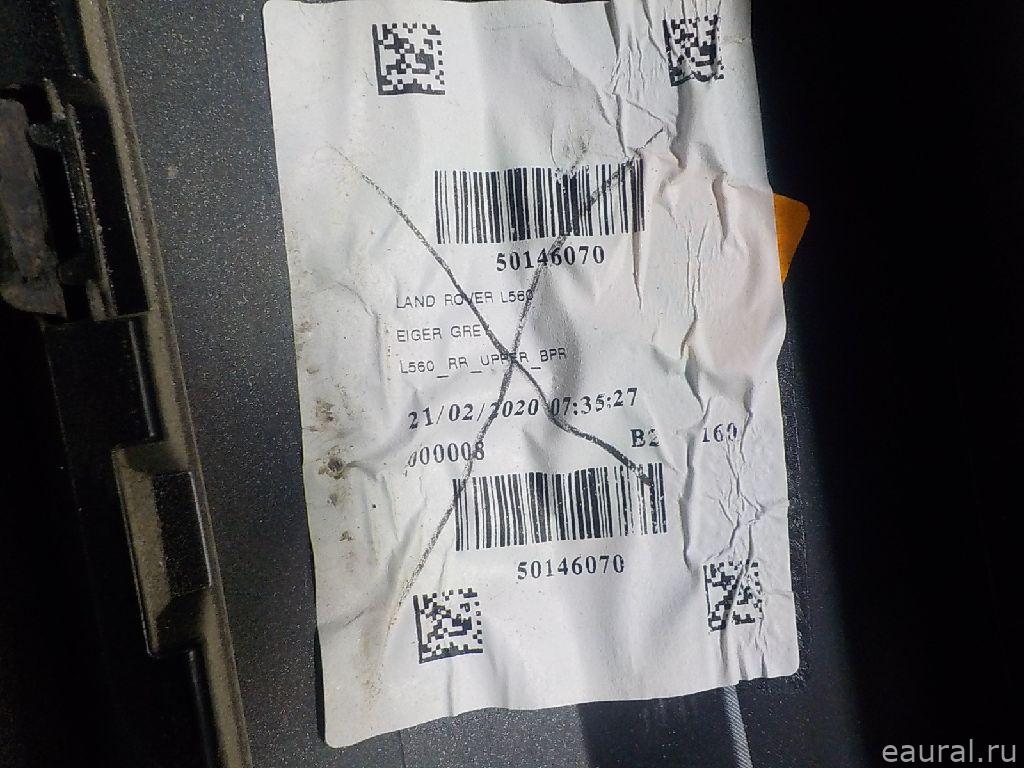 50146070
LAND ROVER L560
EIGER GREY
L560_RR_UPPER_BPR
21/02/2020 07:35:27
000008 B2 160
50146070
eaural.ru